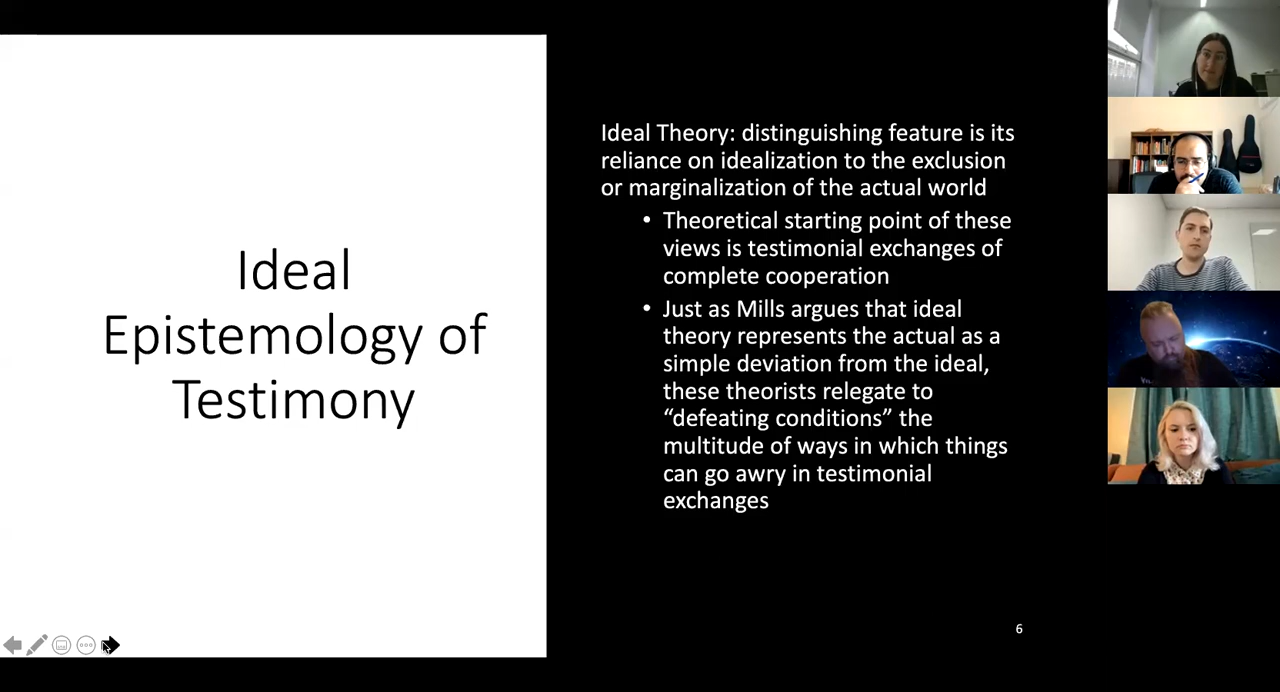 Ideal
Epistemology of
Testimony
Ideal Theory: distinguishing feature is its
reliance on idealization to the exclusion
or marginalization of the actual world
• Theoretical starting point of these
views is testimonial exchanges of
complete cooperation
• Just as Mills argues that ideal
theory represents the actual as a
simple deviation from the ideal,
these theorists relegate to
“defeating conditions” the
multitude of ways in which things
can go awry in testimonial
exchanges
6